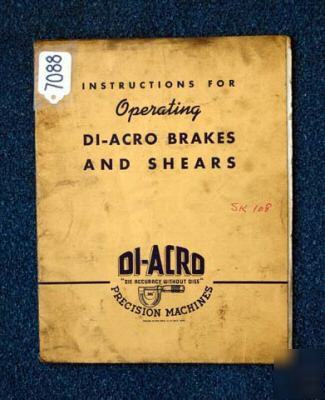 7088
INSTRUCTIONS FOR
Operating
DI-ACRO BRAKES
AND SHEARS
SK 108
DI-ACRO
"DIE ACCURACY WITHOUT DIES"
PRECISION MACHINES